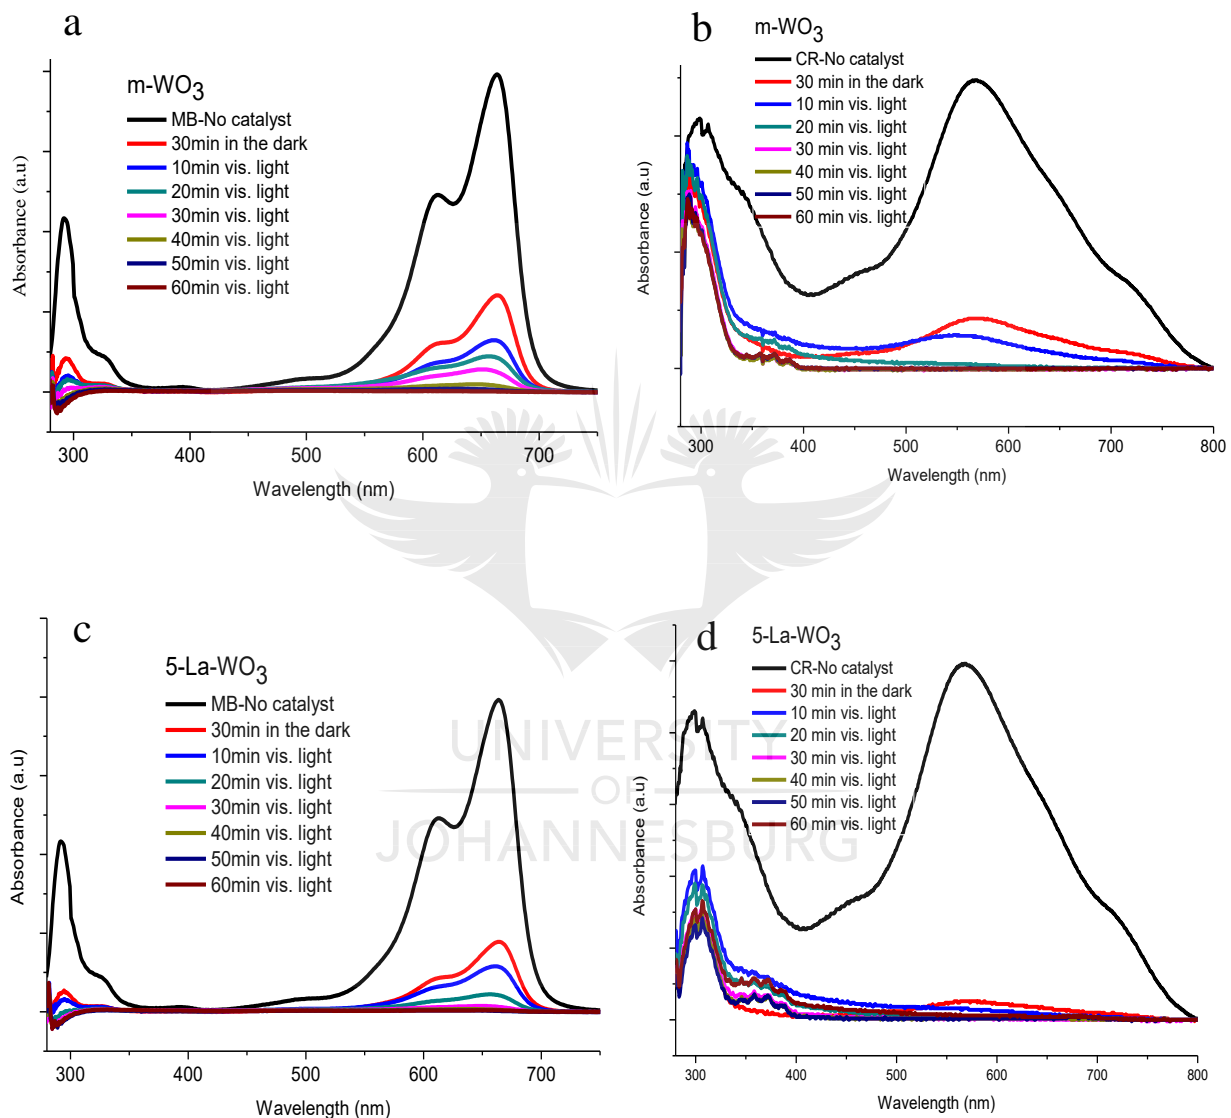 a
m-WO3
MB-No catalyst
30min in the dark
10min vis. light
20min vis. light
30min vis. light
40min vis. light
50min vis. light
60min vis. light
Absorbance (a.u)
300 400 500 600 700
Wavelength (nm)
b
m-WO3
CR-No catalyst
30 min in the dark
10 min vis. light
20 min vis. light
30 min vis. light
40 min vis. light
50 min vis. light
60 min vis. light
Absorbance (a.u)
300 400 500 600 700 800
Wavelength (nm)
c
5-La-WO3
MB-No catalyst
30min in the dark
10min vis. light
20min vis. light
30min vis. light
40min vis. light
50min vis. light
60min vis. light
Absorbance (a.u)
300 400 500 600 700
Wavelength (nm)
d
5-La-WO3
CR-No catalyst
30 min in the dark
10 min vis. light
20 min vis. light
30 min vis. light
40 min vis. light
50 min vis. light
60 min vis. light
Absorbance (a.u)
300 400 500 600 700 800
Wavelength (nm)
UNIVERSITY
OF
JOHANNESBURG